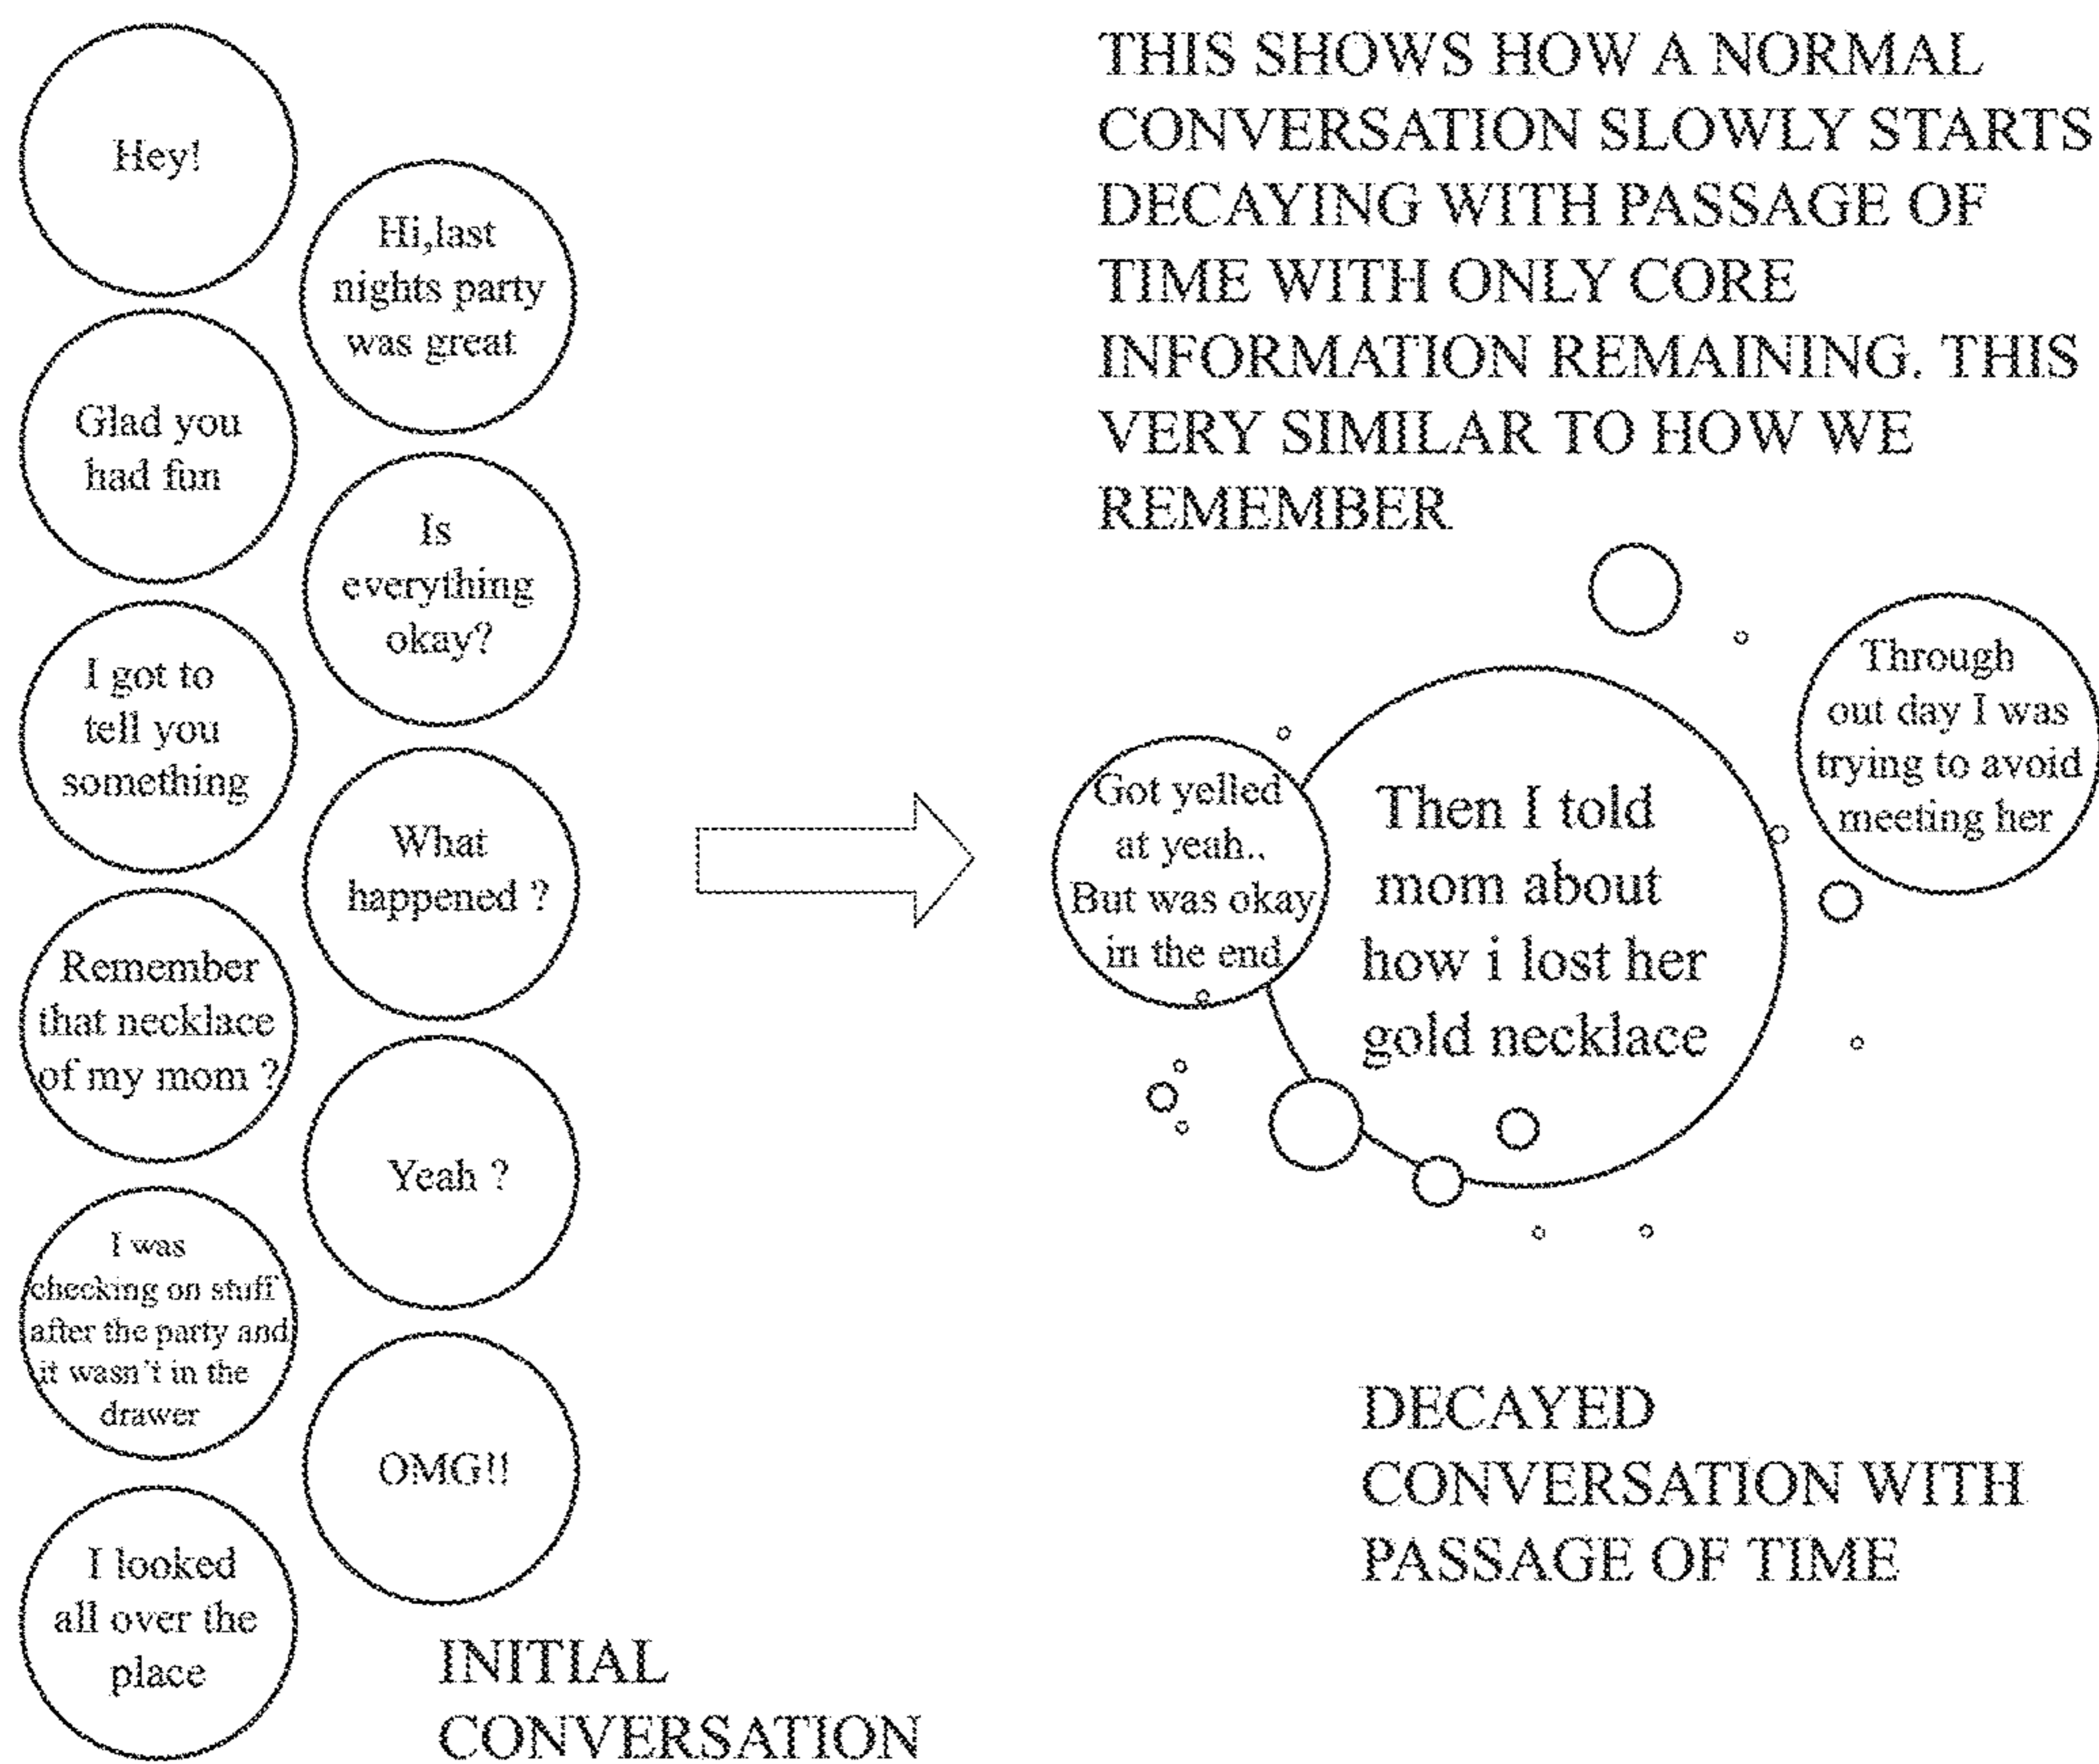 Hey!
Hi,last
nights party
was great
Glad you
had fun
Is
everything
okay?
I got to
tell you
something
What
happened ?
Remember
that necklace
of my mom ?
Yeah ?
I was
checking on stuff
after the party and
it wasn't in the
drawer
OMG!!
I looked
all over the
place
INITIAL
CONVERSATION
THIS SHOWS HOW A NORMAL
CONVERSATION SLOWLY STARTS
DECAYING WITH PASSAGE OF
TIME WITH ONLY CORE
INFORMATION REMAINING. THIS
VERY SIMILAR TO HOW WE
REMEMBER
Got yelled
at yeah..
But was okay
in the end
Then I told
mom about
how i lost her
gold necklace
Through
out day I was
trying to avoid
meeting her
DECAYED
CONVERSATION WITH
PASSAGE OF TIME